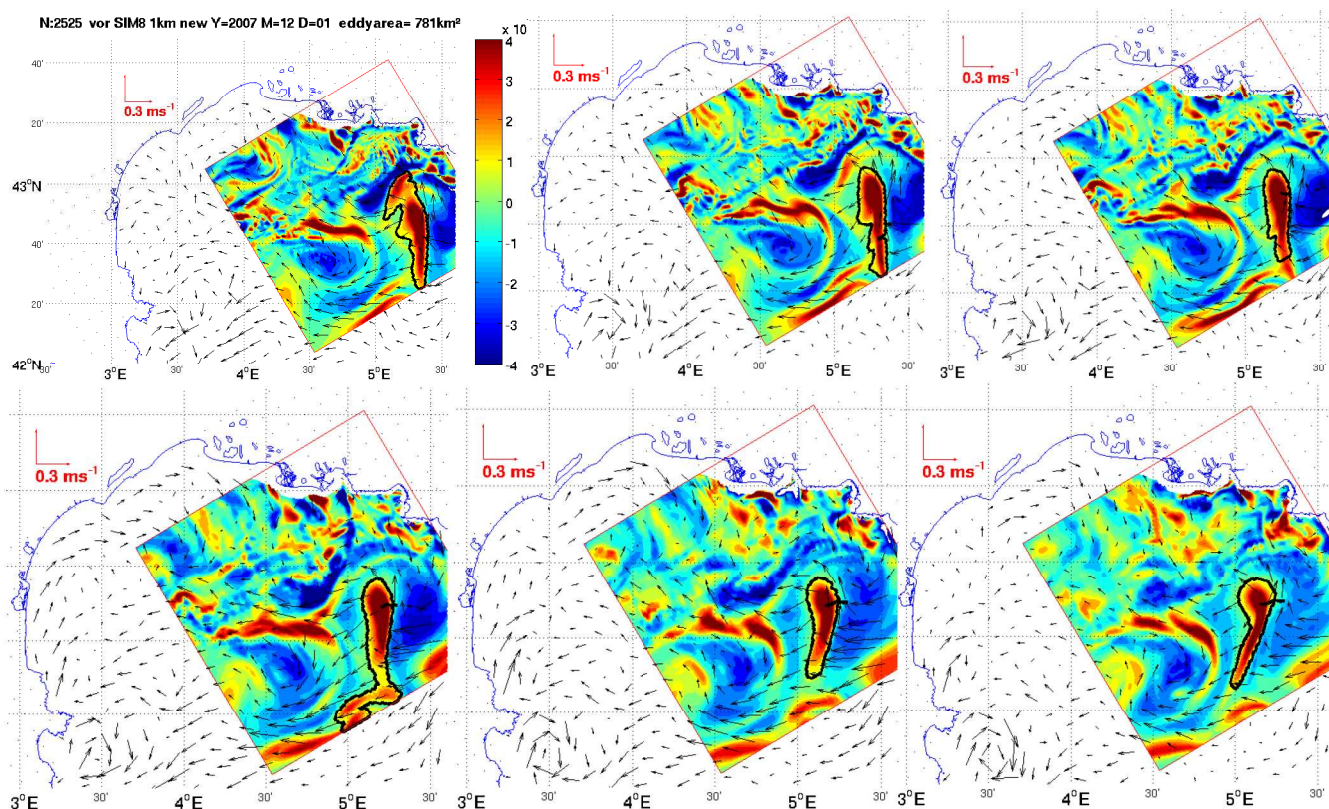 N:2525 vor SIM8 1km new Y=2007 M=12 D=01 eddyarea= 781km²
x 10
4
3
2
1
0
-1
-2
-3
-4
40'
20'
43°N
40'
20'
42°N
0.3 ms⁻¹
3°E 30' 4°E 30' 5°E 30'
0.3 ms⁻¹
3°E 30' 4°E 30' 5°E 30'
0.3 ms⁻¹
3°E 30' 4°E 30' 5°E 30'
0.3 ms⁻¹
3°E 30' 4°E 30' 5°E 30'
0.3 ms⁻¹
3°E 30' 4°E 30' 5°E 30'
0.3 ms⁻¹
3°E 30' 4°E 30' 5°E 30'